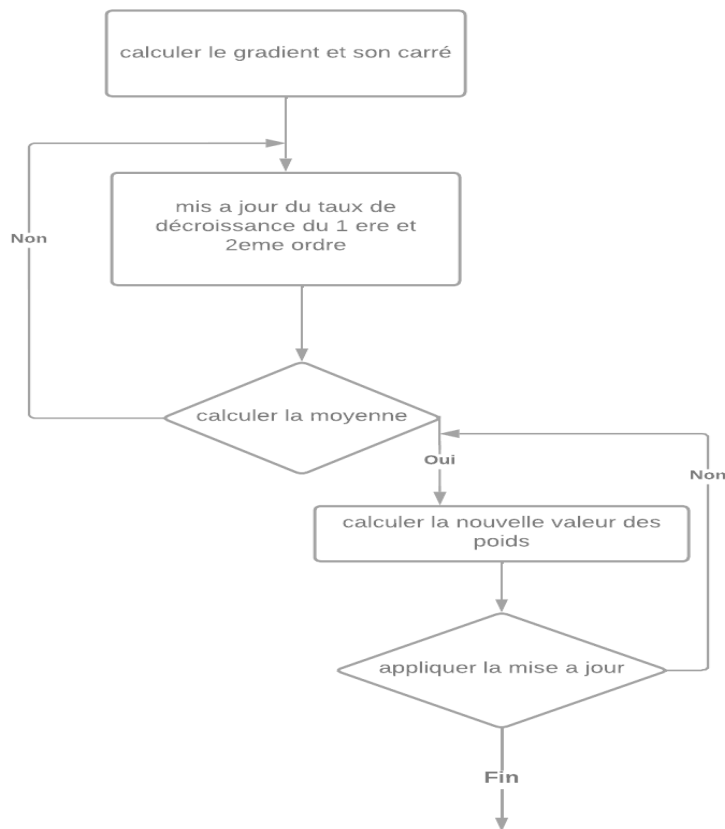 calculer le gradient et son carré
mis a jour du taux de
décroissance du 1 ere et
2eme ordre
Non
calculer la moyenne
Oui
Non
calculer la nouvelle valeur des
poids
appliquer la mise a jour
Fin